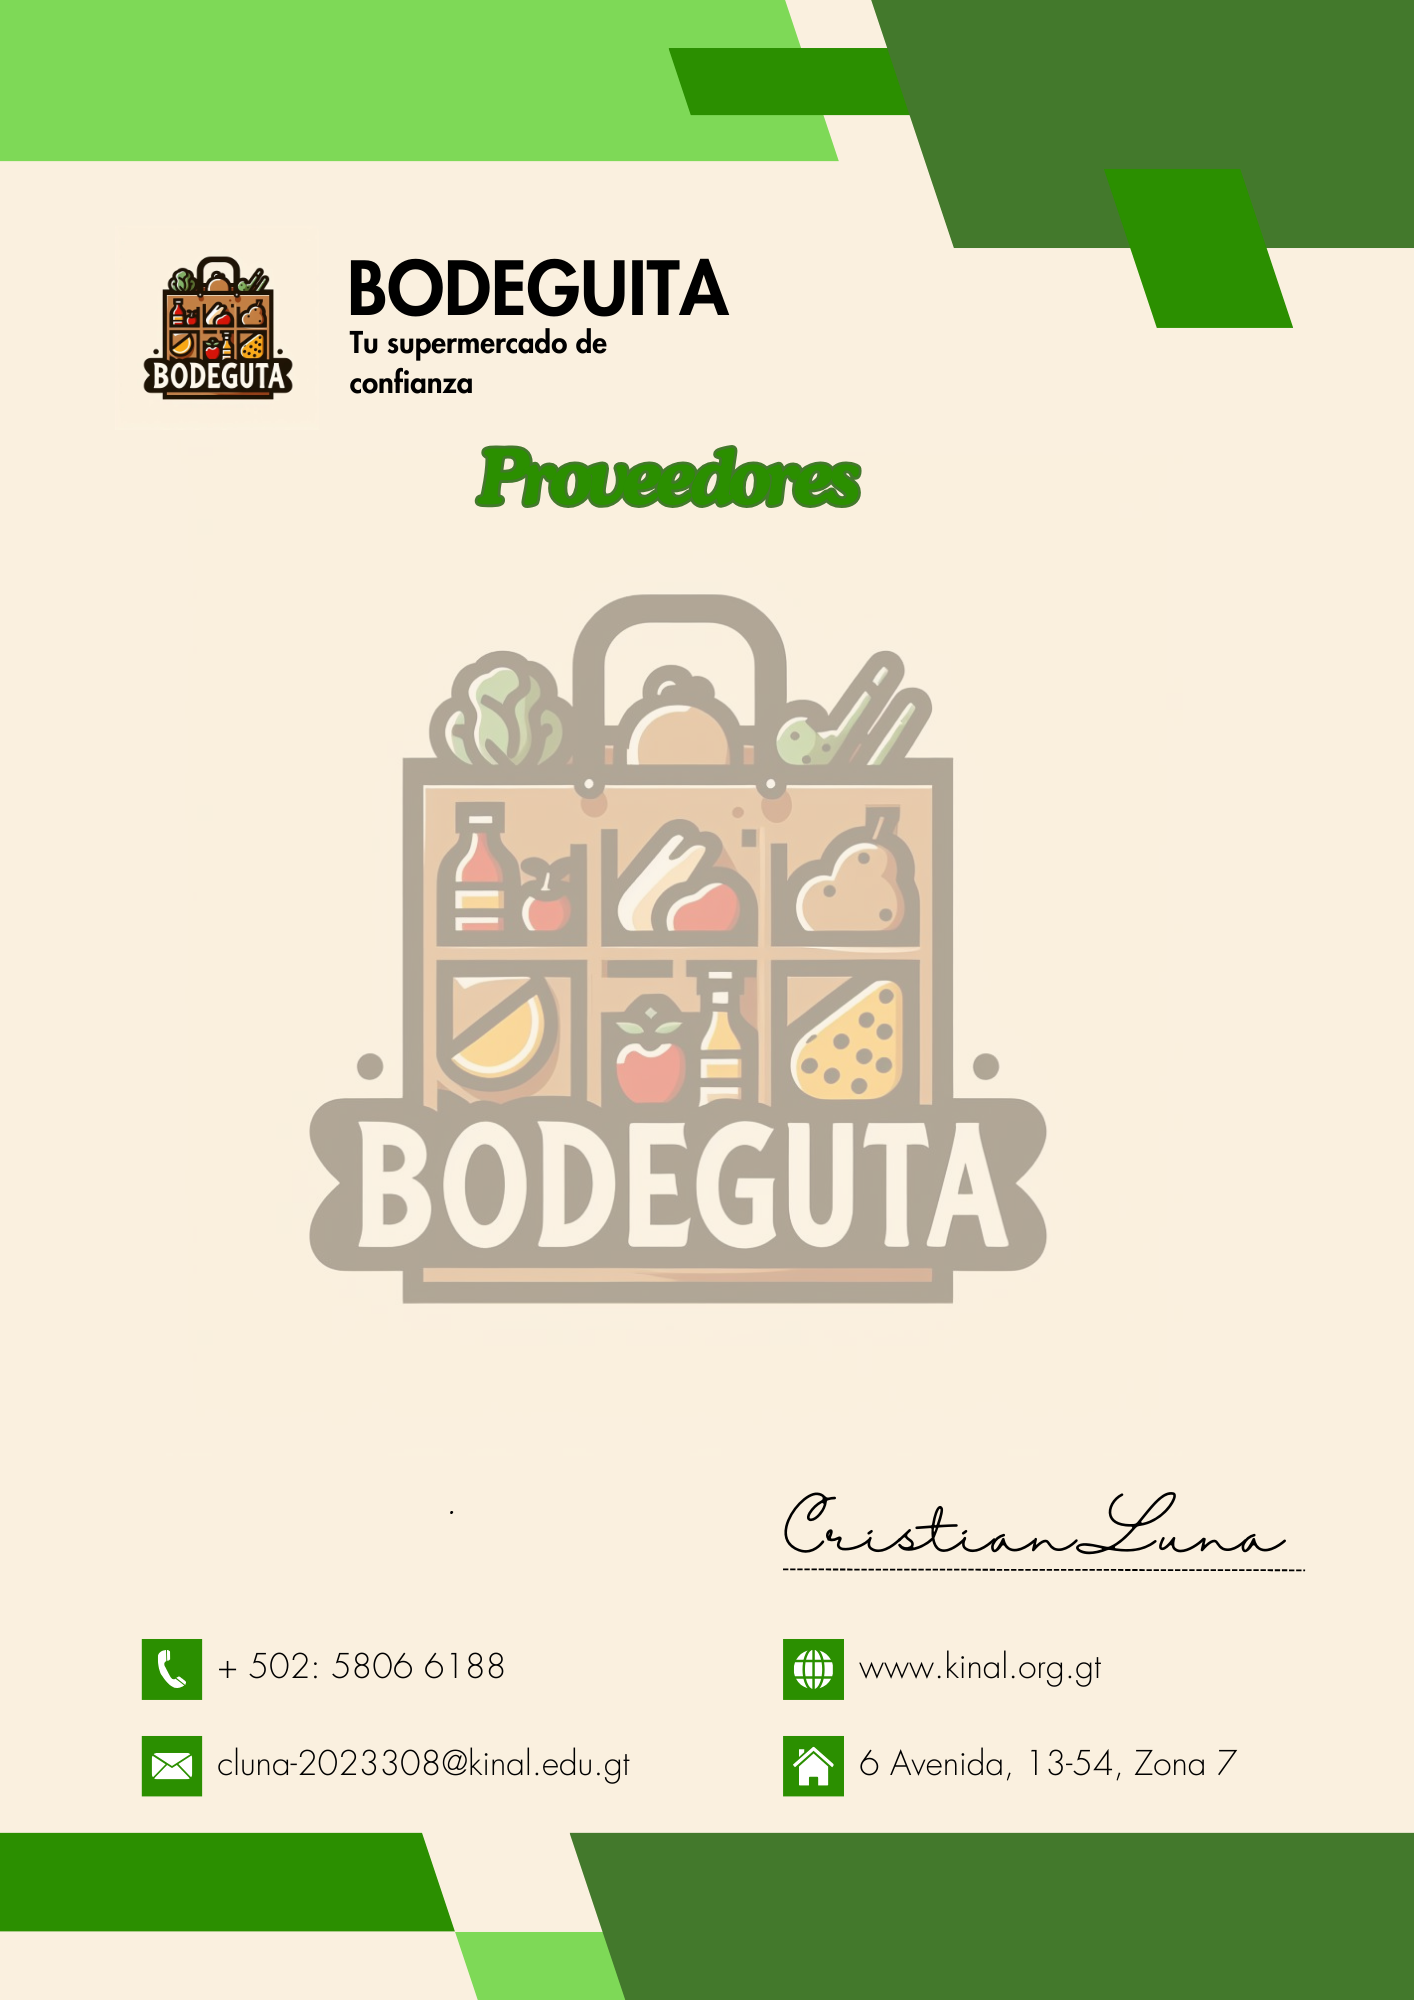 BODEGUITA
Tu supermercado de
confianza
BODEGUTA
Proveedores
BODEGUTA
.
Cristian Luna
+ 502: 5806 6188
www.kinal.org.gt
cluna-2023308@kinal.edu.gt
6 Avenida, 13-54, Zona 7